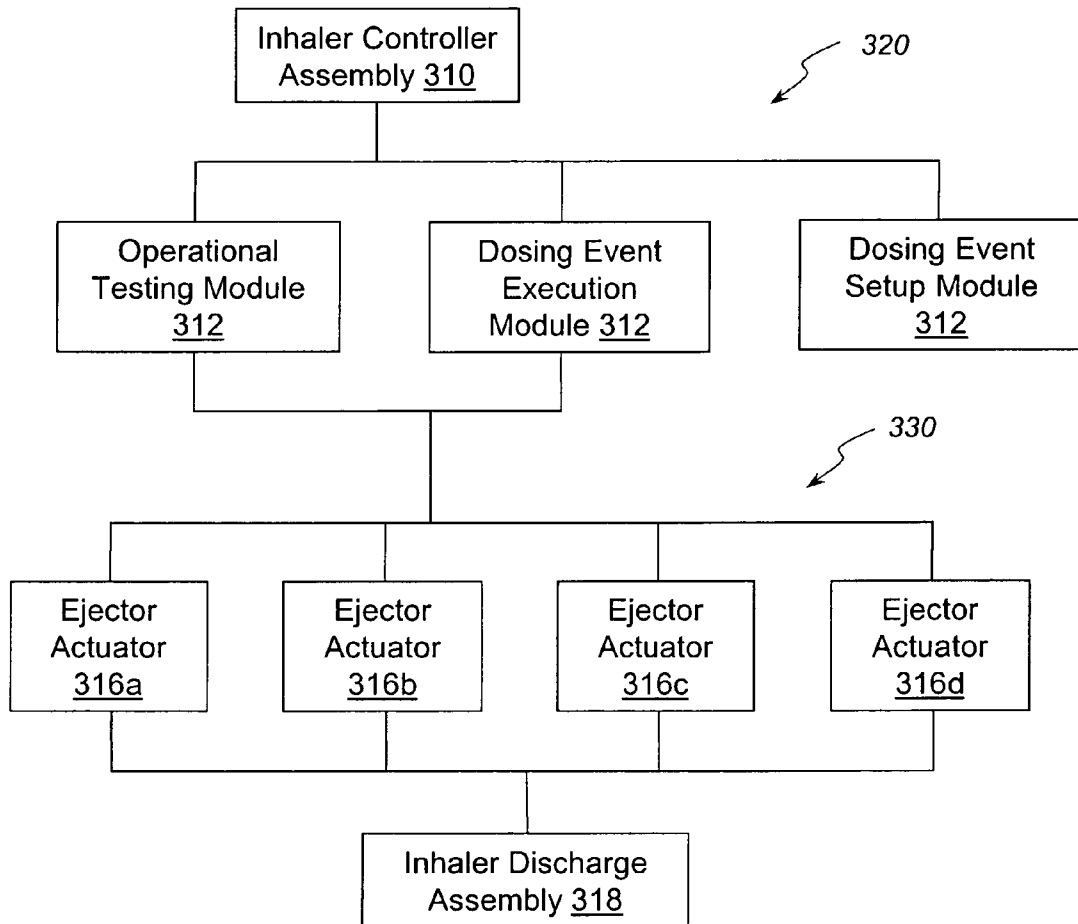 Inhaler Controller
Assembly 310
320
Operational
Testing Module
312
Dosing Event
Execution
Module 312
Dosing Event
Setup Module
312
330
Ejector
Actuator
316a
Ejector
Actuator
316b
Ejector
Actuator
316c
Ejector
Actuator
316d
Inhaler Discharge
Assembly 318